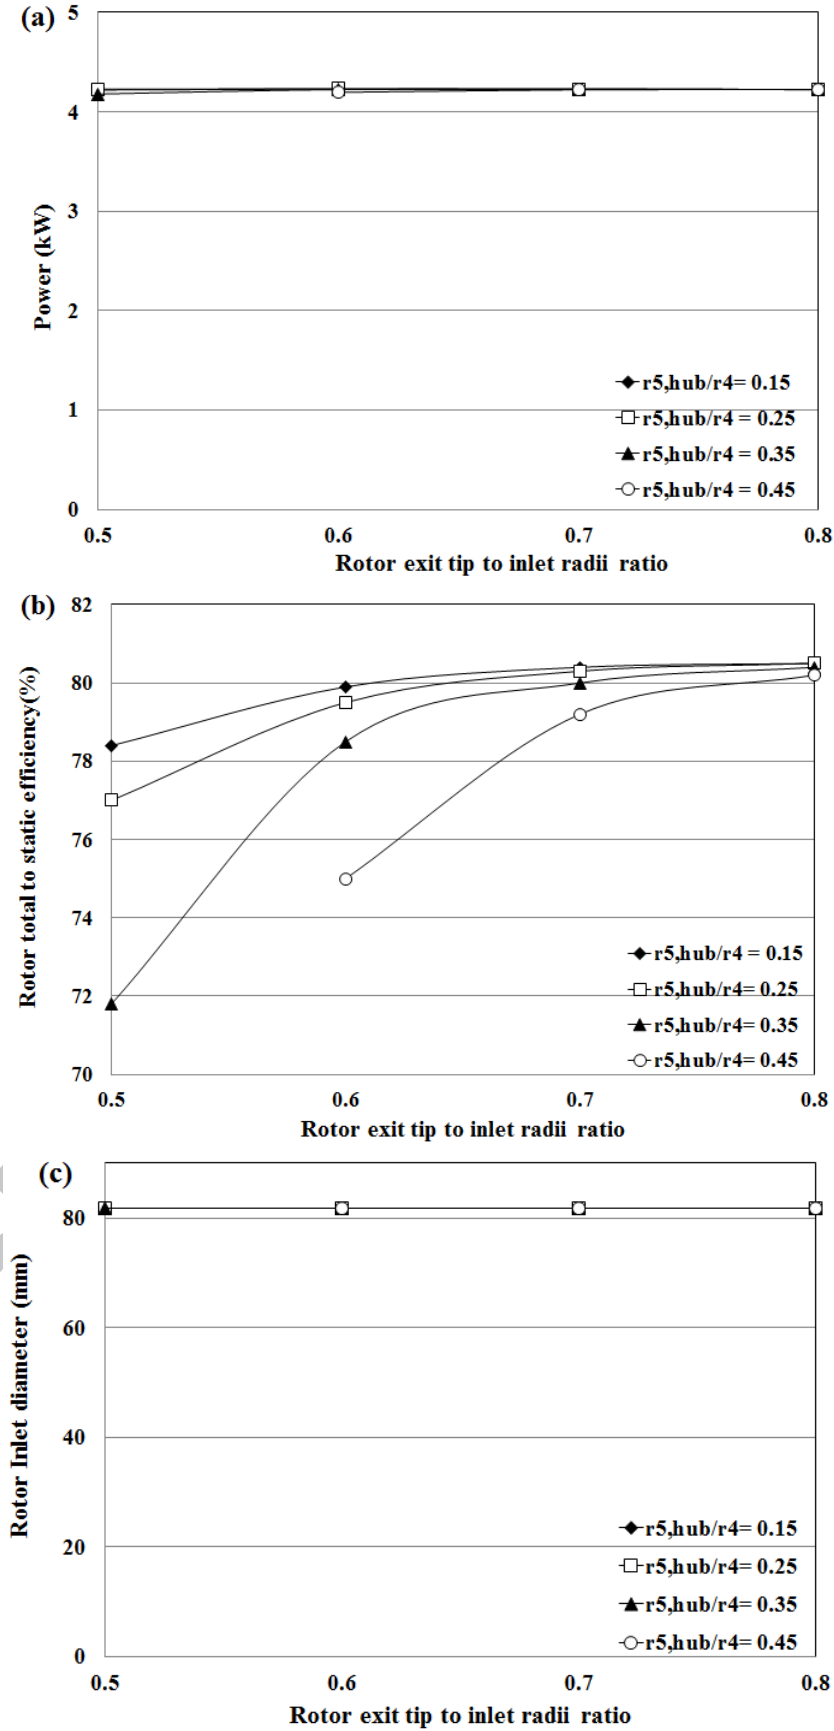 (a)
5
4
3
2
1
0
Power (kW)
r5,hub/r4= 0.15
r5,hub/r4 = 0.25
r5,hub/r4 = 0.35
r5,hub/r4 = 0.45
0.5 0.6 0.7 0.8
Rotor exit tip to inlet radii ratio
(b)
82
80
78
76
74
72
70
Rotor total to static efficiency(%)
r5,hub/r4 = 0.15
r5,hub/r4= 0.25
r5,hub/r4= 0.35
r5,hub/r4= 0.45
0.5 0.6 0.7 0.8
Rotor exit tip to inlet radii ratio
(c)
80
60
40
20
0
Rotor Inlet diameter (mm)
r5,hub/r4= 0.15
r5,hub/r4= 0.25
r5,hub/r4= 0.35
r5,hub/r4= 0.45
0.5 0.6 0.7 0.8
Rotor exit tip to inlet radii ratio